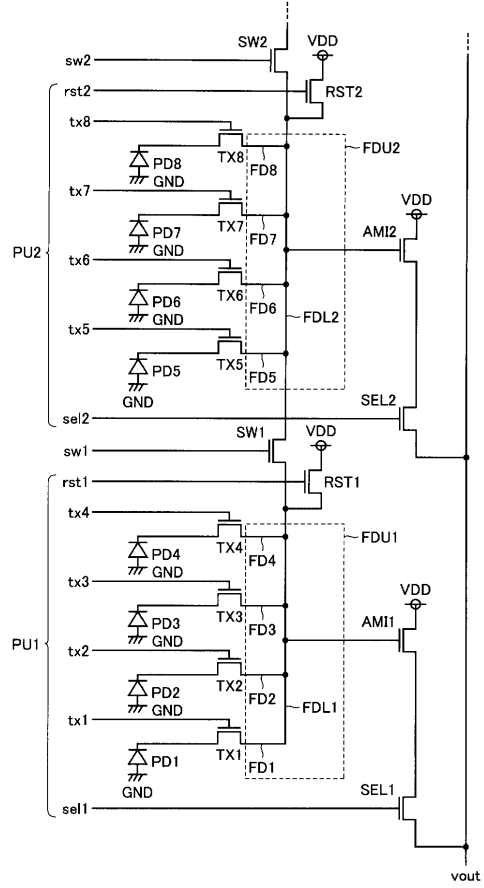 SW2
VDD
sw2
rst2
RST2
tx8
PD8
GND
TX8
FD8
FDU2
tx7
PD7
GND
TX7
FD7
VDD
AMI2
PU2
tx6
PD6
GND
TX6
FD6
FDL2
tx5
PD5
GND
TX5
FD5
sel2
SEL2
SW1
VDD
sw1
rst1
RST1
tx4
PD4
GND
TX4
FD4
FDU1
tx3
PD3
GND
TX3
FD3
VDD
AMI1
PU1
tx2
PD2
GND
TX2
FD2
FDL1
tx1
PD1
GND
TX1
FD1
sel1
SEL1
vout